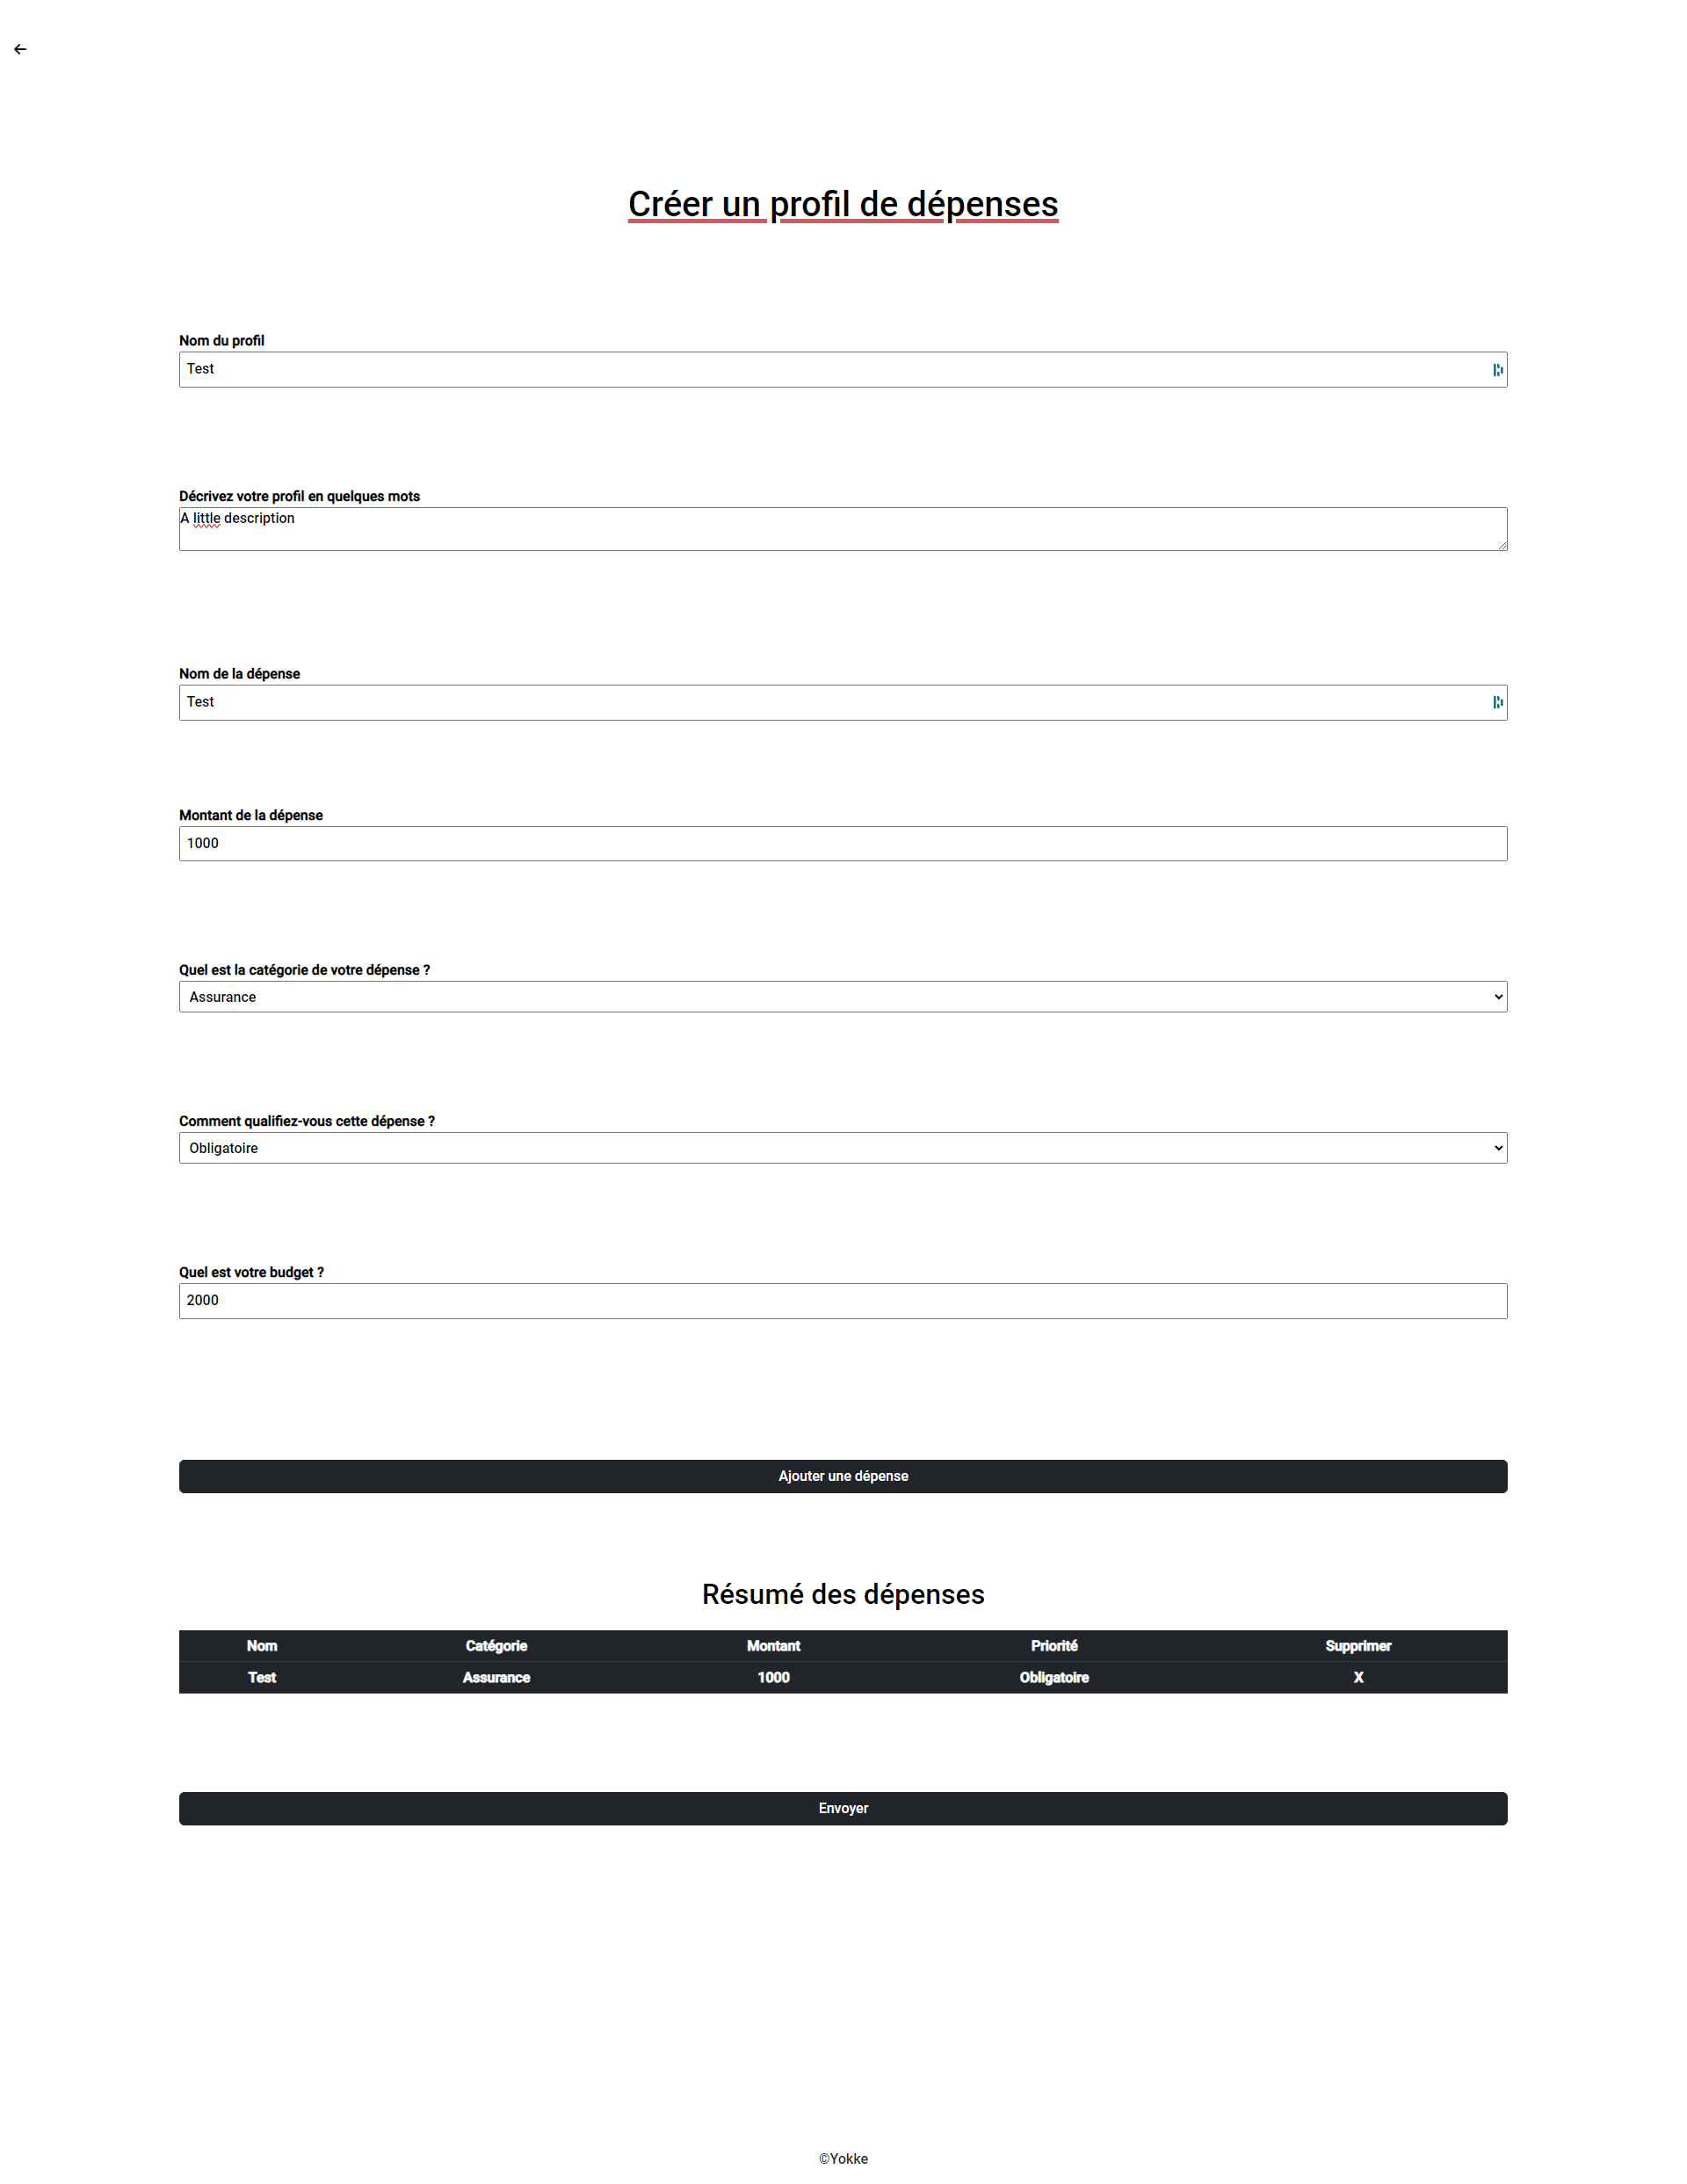 Créer un profil de dépenses
Nom du profil
Test
Décrivez votre profil en quelques mots
A little description
Nom de la dépense
Test
Montant de la dépense
1000
Quel est la catégorie de votre dépense ?
Assurance
Comment qualifiez-vous cette dépense ?
Obligatoire
Quel est votre budget ?
2000
Ajouter une dépense
Résumé des dépenses
Nom Catégorie Montant Priorité Supprimer
Test Assurance 1000 Obligatoire X
Envoyer
©Yokke